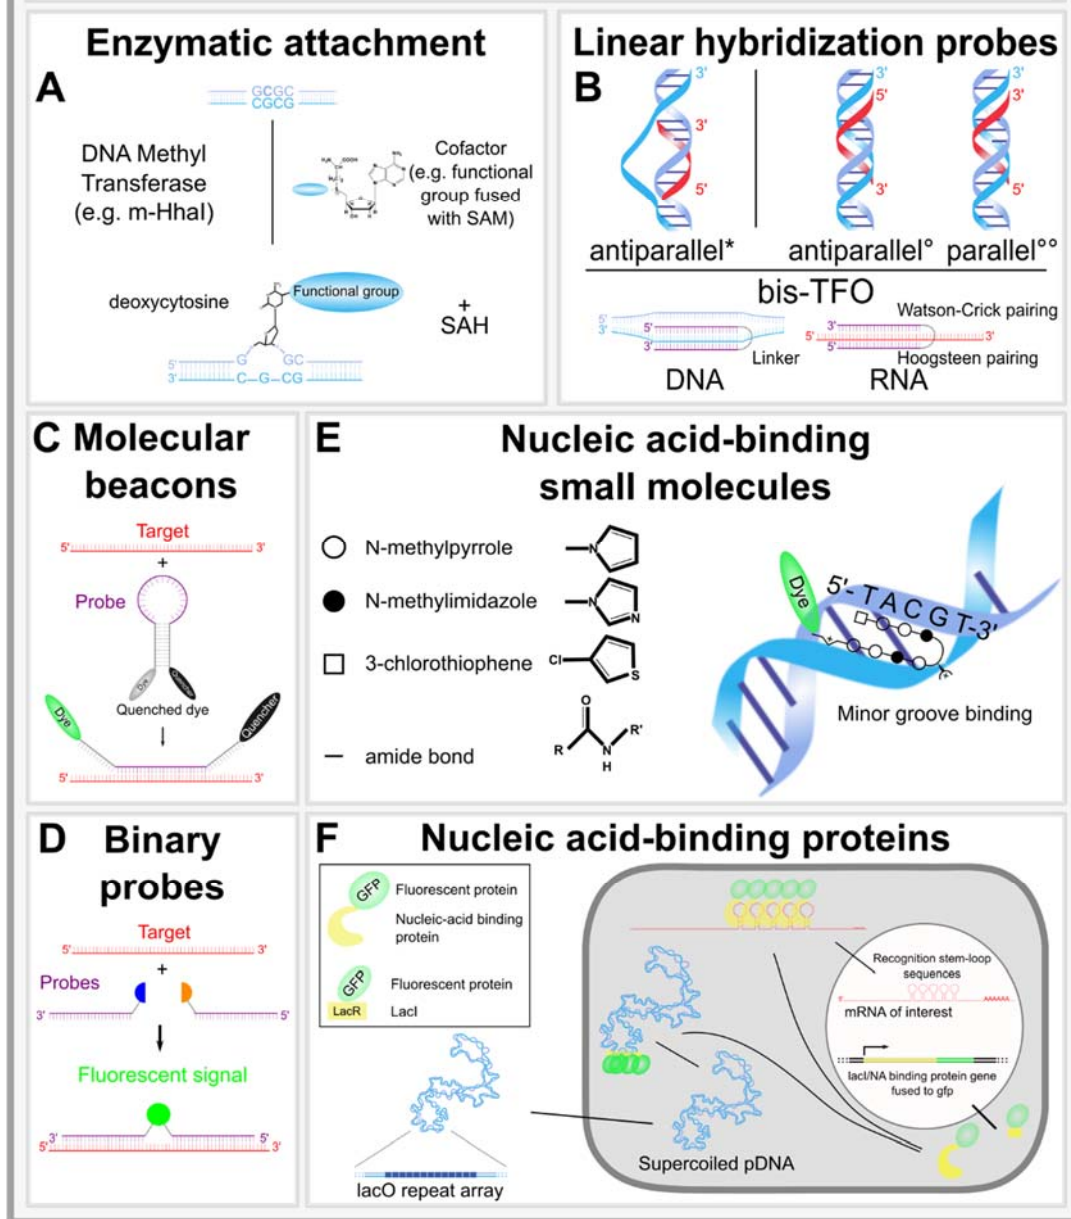 Enzymatic attachment
A
GCGC
CGCG
DNA Methyl
Transferase
(e.g. m-HhaI)
Cofactor
(e.g. functional
group fused
with SAM)
deoxycytosine
Functional group
+
SAH
5'
G
GC
3'
C
G
CG
Linear hybridization probes
B
3'
3'
5'
antiparallel*
3'
5'
3'
antiparallel°
3'
3'
5'
parallel°°
bis-TFO
5'
3'
5'
3'
Linker
DNA
Watson-Crick pairing
3'
5'
3'
5'
Hoogsteen pairing
RNA
C Molecular
beacons
Target
5'
3'
+
Probe
Dye
Quencher
Quenched dye
Dye
Quencher
5'
3'
E
Nucleic acid-binding
small molecules
N-methylpyrrole
N
N-methylimidazole
N
N
3-chlorothiophene
Cl
S
amide bond
O
R
N
H
R'
Dye
5'- T A C G T-3'
+
Minor groove binding
D Binary
probes
Target
5'
3'
+
Probes
3'
5'
Fluorescent signal
3'
5'
5'
3'
F
Nucleic acid-binding proteins
GFP
Fluorescent protein
Nucleic-acid binding
protein
GFP
Fluorescent protein
LacR
LacI
lacO repeat array
Supercoiled pDNA
Recognition stem-loop
sequences
AAAAAA
mRNA of interest
lacI/NA binding protein gene
fused to gfp